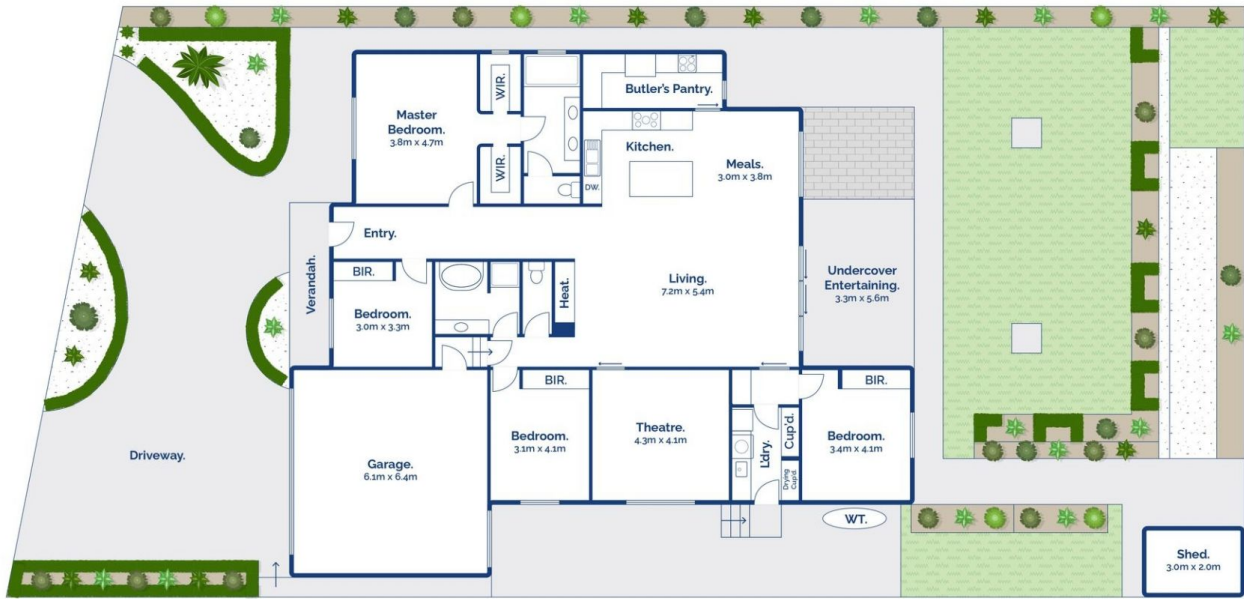 WIR.
Butler's Pantry.
Master
Bedroom.
3.8m x 4.7m
Kitchen.
Meals.
3.0m x 3.8m
WIR.
DW.
Entry.
Verandah.
BIR.
Bedroom.
3.0m x 3.3m
Heat.
Living.
7.2m x 5.4m
Undercover
Entertaining.
3.3m x 5.6m
BIR.
BIR.
Bedroom.
3.1m x 4.1m
Theatre.
4.3m x 4.1m
L'dry.
Cup'd.
Drying
Cup'd.
Bedroom.
3.4m x 4.1m
Driveway.
Garage.
6.1m x 6.4m
WT.
Shed.
3.0m x 2.0m